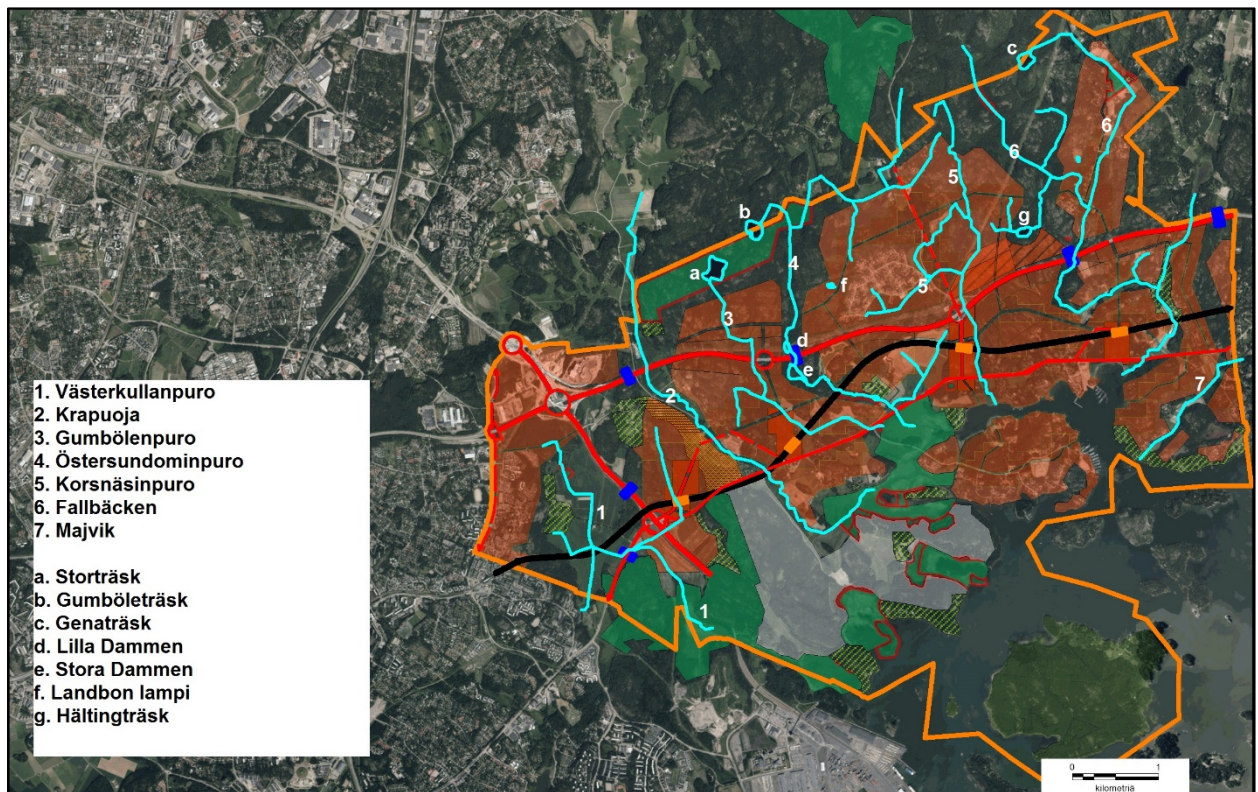 1. Västerkullanpuro
2. Krapuoja
3. Gumbölenpuro
4. Östersundominpuro
5. Korsnäsinpuro
6. Fallbäcken
7. Majvik
a. Storträsk
b. Gumböleträsk
c. Genaträsk
d. Lilla Dammen
e. Stora Dammen
f. Landbon lampi
g. Hältingträsk
c
6
6
5
b
g
a
4
f
5
3
d
e
7
2
1
1
0 1
kilometriä